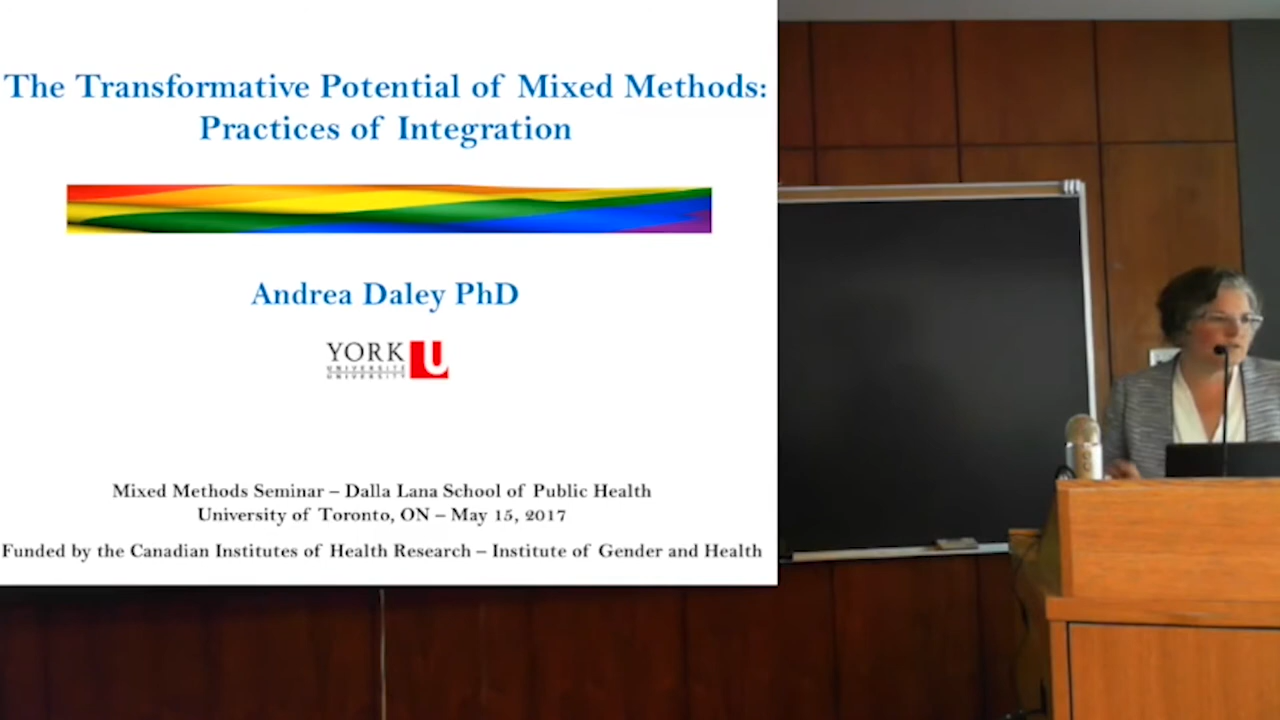 The Transformative Potential of Mixed Methods:
Practices of Integration
Andrea Daley PhD
YORK U
UNIVERSITÉ
UNIVERSITY
Mixed Methods Seminar – Dalla Lana School of Public Health
University of Toronto, ON – May 15, 2017
Funded by the Canadian Institutes of Health Research – Institute of Gender and Health